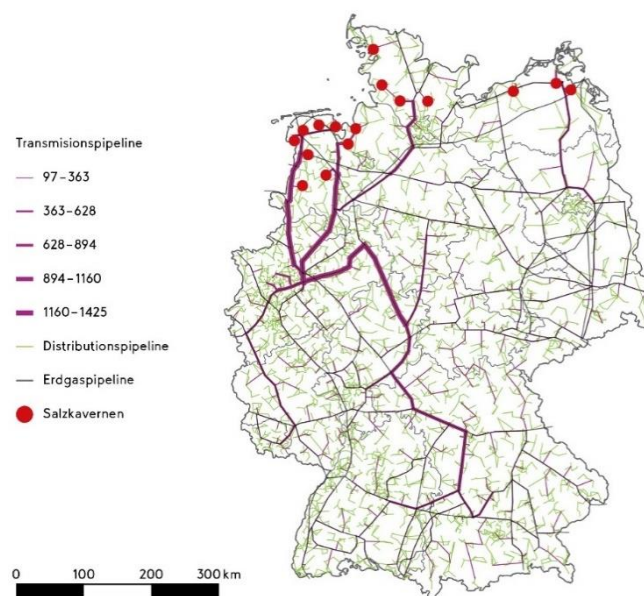 Transmisionspipeline
97–363
363–628
628–894
894–1160
1160–1425
Distributionspipeline
Erdgaspipeline
Salzkavernen
0 100 200 300 km